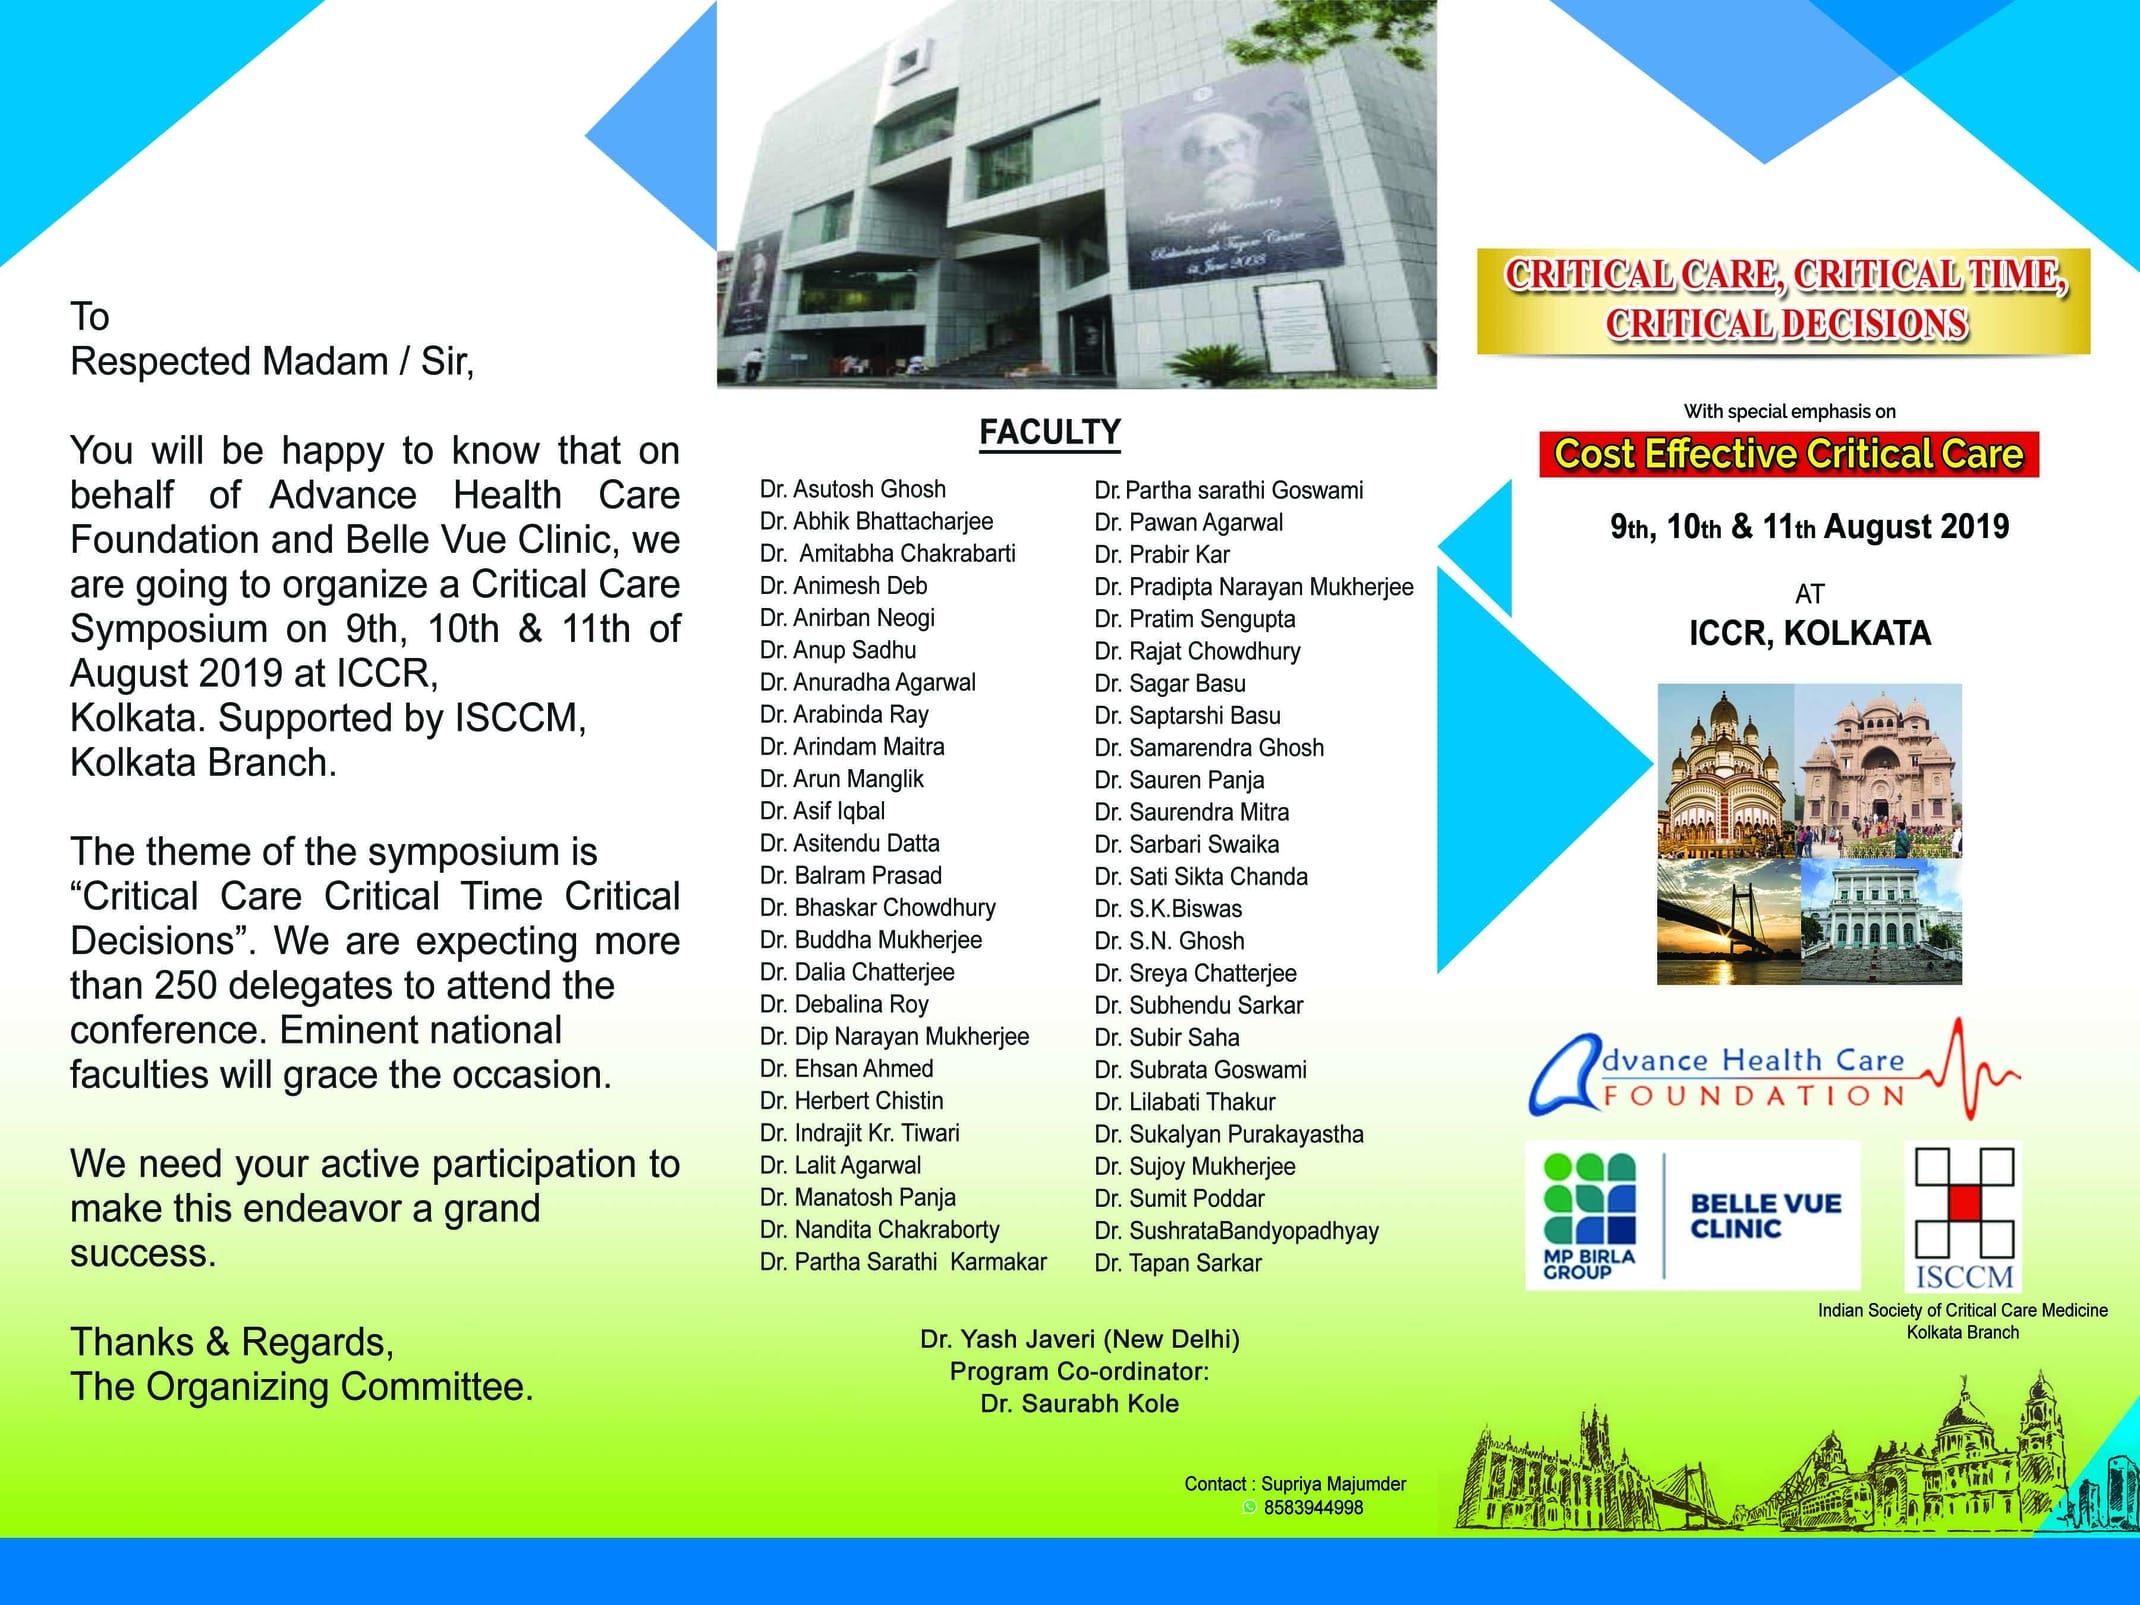 To
Respected Madam / Sir,
You will be happy to know that on
behalf of Advance Health Care
Foundation and Belle Vue Clinic, we
are going to organize a Critical Care
Symposium on 9th, 10th & 11th of
August 2019 at ICCR,
Kolkata. Supported by ISCCM,
Kolkata Branch.
The theme of the symposium is
“Critical Care Critical Time Critical
Decisions”. We are expecting more
than 250 delegates to attend the
conference. Eminent national
faculties will grace the occasion.
We need your active participation to
make this endeavor a grand
success.
Thanks & Regards,
The Organizing Committee.
Inauguration Ceremony
of the
Rabindranath Tagore Centre
June 2008
FACULTY
Dr. Asutosh Ghosh
Dr. Abhik Bhattacharjee
Dr. Amitabha Chakrabarti
Dr. Animesh Deb
Dr. Anirban Neogi
Dr. Anup Sadhu
Dr. Anuradha Agarwal
Dr. Arabinda Ray
Dr. Arindam Maitra
Dr. Arun Manglik
Dr. Asif Iqbal
Dr. Asitendu Datta
Dr. Balram Prasad
Dr. Bhaskar Chowdhury
Dr. Buddha Mukherjee
Dr. Dalia Chatterjee
Dr. Debalina Roy
Dr. Dip Narayan Mukherjee
Dr. Ehsan Ahmed
Dr. Herbert Chistin
Dr. Indrajit Kr. Tiwari
Dr. Lalit Agarwal
Dr. Manatosh Panja
Dr. Nandita Chakraborty
Dr. Partha Sarathi Karmakar
Dr. Partha sarathi Goswami
Dr. Pawan Agarwal
Dr. Prabir Kar
Dr. Pradipta Narayan Mukherjee
Dr. Pratim Sengupta
Dr. Rajat Chowdhury
Dr. Sagar Basu
Dr. Saptarshi Basu
Dr. Samarendra Ghosh
Dr. Sauren Panja
Dr. Saurendra Mitra
Dr. Sarbari Swaika
Dr. Sati Sikta Chanda
Dr. S.K.Biswas
Dr. S.N. Ghosh
Dr. Sreya Chatterjee
Dr. Subhendu Sarkar
Dr. Subir Saha
Dr. Subrata Goswami
Dr. Lilabati Thakur
Dr. Sukalyan Purakayastha
Dr. Sujoy Mukherjee
Dr. Sumit Poddar
Dr. SushrataBandyopadhyay
Dr. Tapan Sarkar
Dr. Yash Javeri (New Delhi)
Program Co-ordinator:
Dr. Saurabh Kole
Contact : Supriya Majumder
8583944998
CRITICAL CARE, CRITICAL TIME,
CRITICAL DECISIONS
With special emphasis on
Cost Effective Critical Care
9th, 10th & 11th August 2019
AT
ICCR, KOLKATA
Advance Health Care
FOUNDATION
MP BIRLA
GROUP
BELLE VUE
CLINIC
ISCCM
Indian Society of Critical Care Medicine
Kolkata Branch